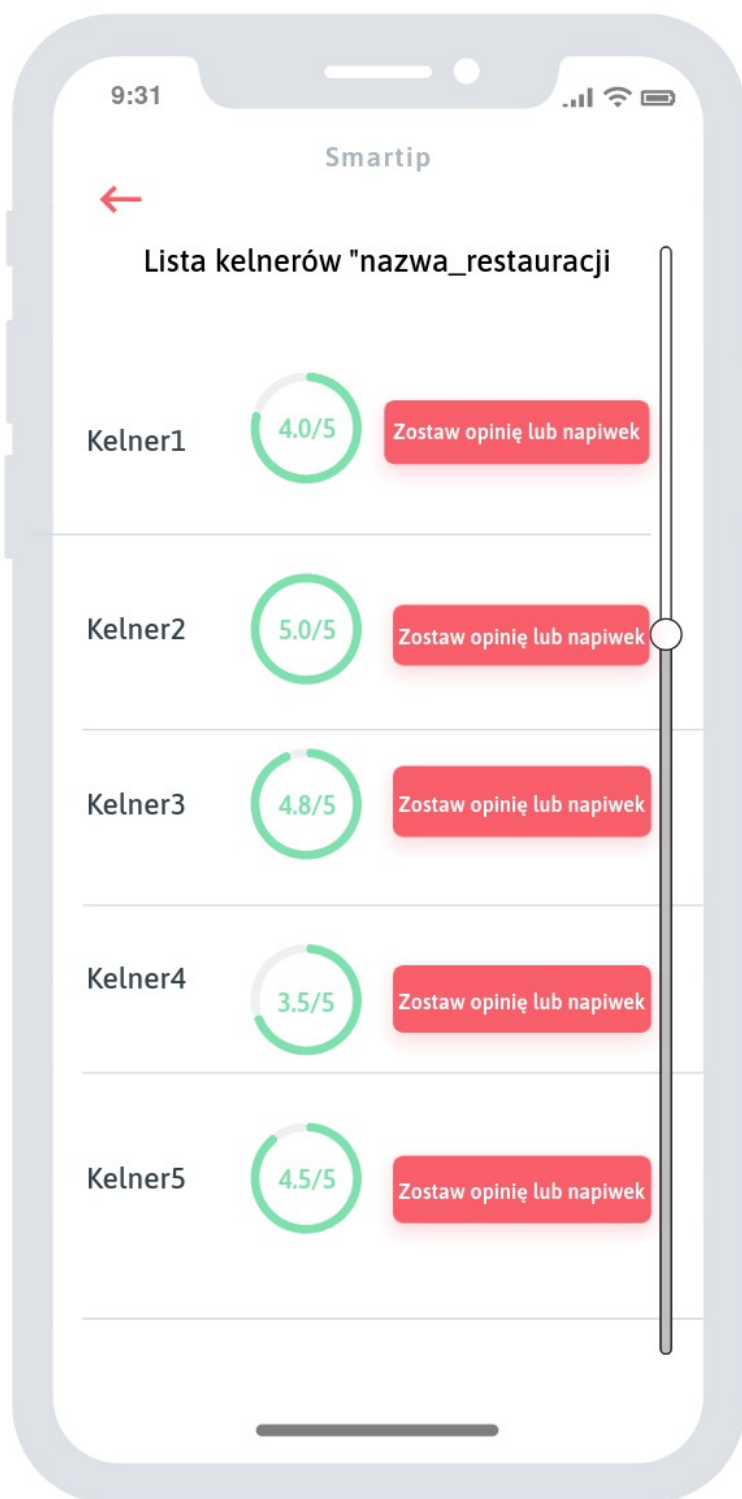 9:31
Smartip
Lista kelnerów "nazwa_restauracji
Kelner1
4.0/5
Zostaw opinię lub napiwek
Kelner2
5.0/5
Zostaw opinię lub napiwek
Kelner3
4.8/5
Zostaw opinię lub napiwek
Kelner4
3.5/5
Zostaw opinię lub napiwek
Kelner5
4.5/5
Zostaw opinię lub napiwek